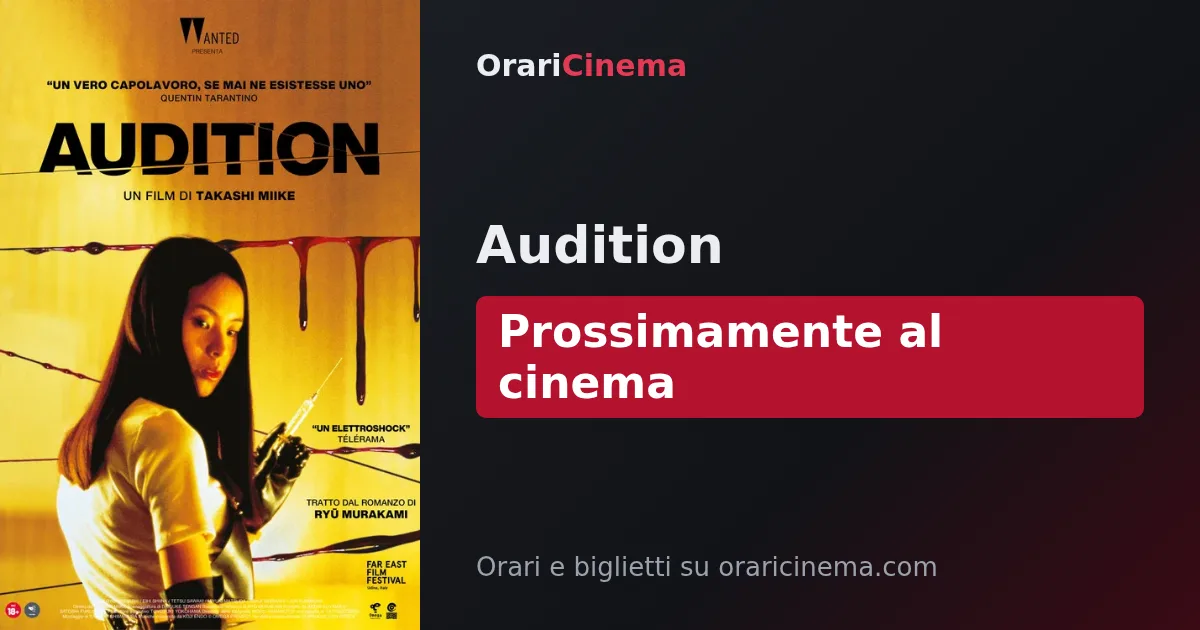 WANTED
PRESENTA
“UN VERO CAPOLAVORO, SE MAI NE ESISTESSE UNO”
QUENTIN TARANTINO
AUDITION
UN FILM DI TAKASHI MIIKE
“UN ELETTROSHOCK”
TÉLÉRAMA
TRATTO DAL ROMANZO DI
RYŪ MURAKAMI
FAR EAST
FILM
FESTIVAL
18+
OrariCinema
Audition
Prossimamente al
cinema
Orari e biglietti su oraricinema.com